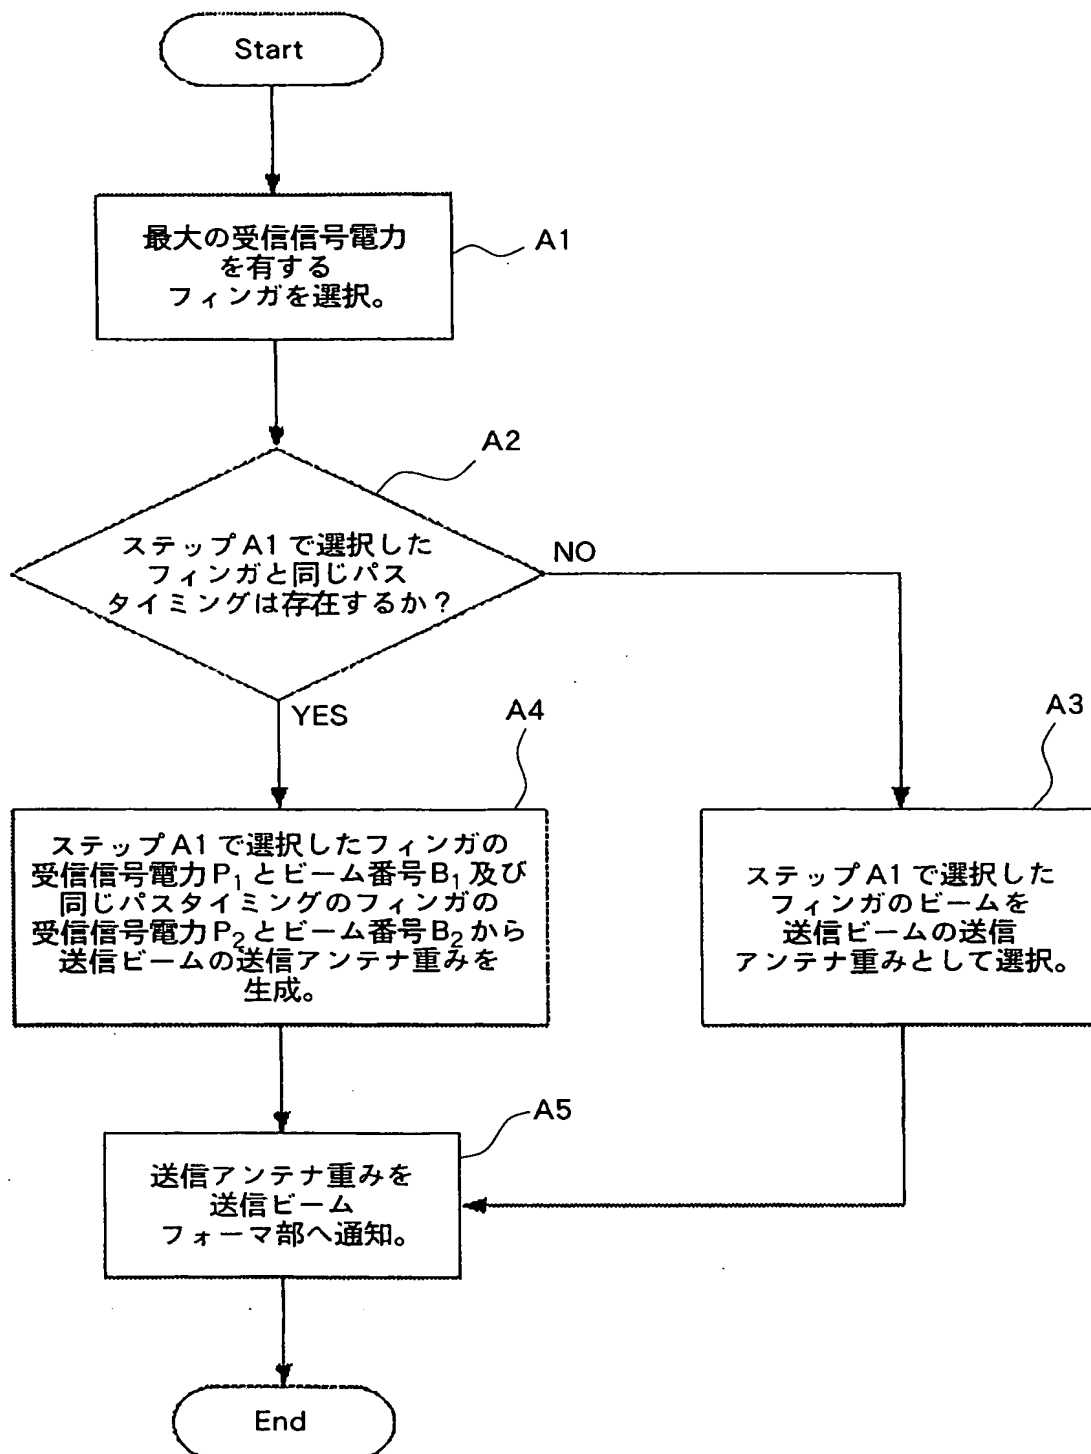 Start
最大の受信信号電力
を有する
フィンガを選択。
A1
A2
ステップA1で選択した
フィンガと同じパス
タイミングは存在するか？
NO
YES
A4
A3
ステップA1で選択したフィンガの
受信信号電力P₁とビーム番号B₁及び
同じパスタイミングのフィンガの
受信信号電力P₂とビーム番号B₂から
送信ビームの送信アンテナ重みを
生成。
ステップA1で選択した
フィンガのビームを
送信ビームの送信
アンテナ重みとして選択。
A5
送信アンテナ重みを
送信ビーム
フォーマ部へ通知。
End